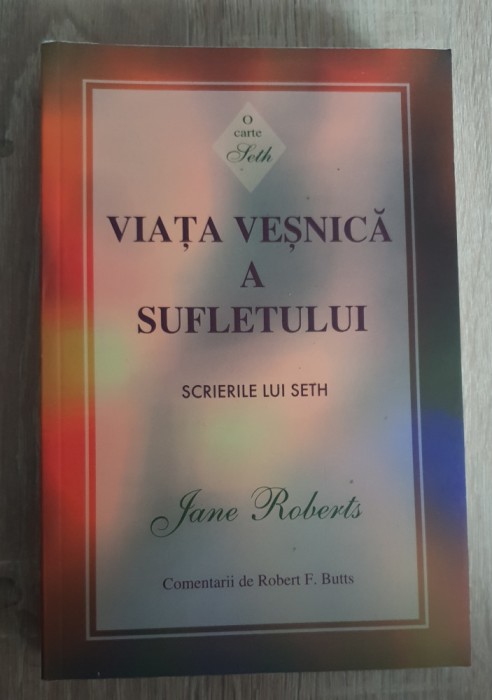 O
carte
Seth
VIAȚA VEȘNICĂ
A
SUFLETULUI
SCRIERILE LUI SETH
Jane Roberts
Comentarii de Robert F. Butts